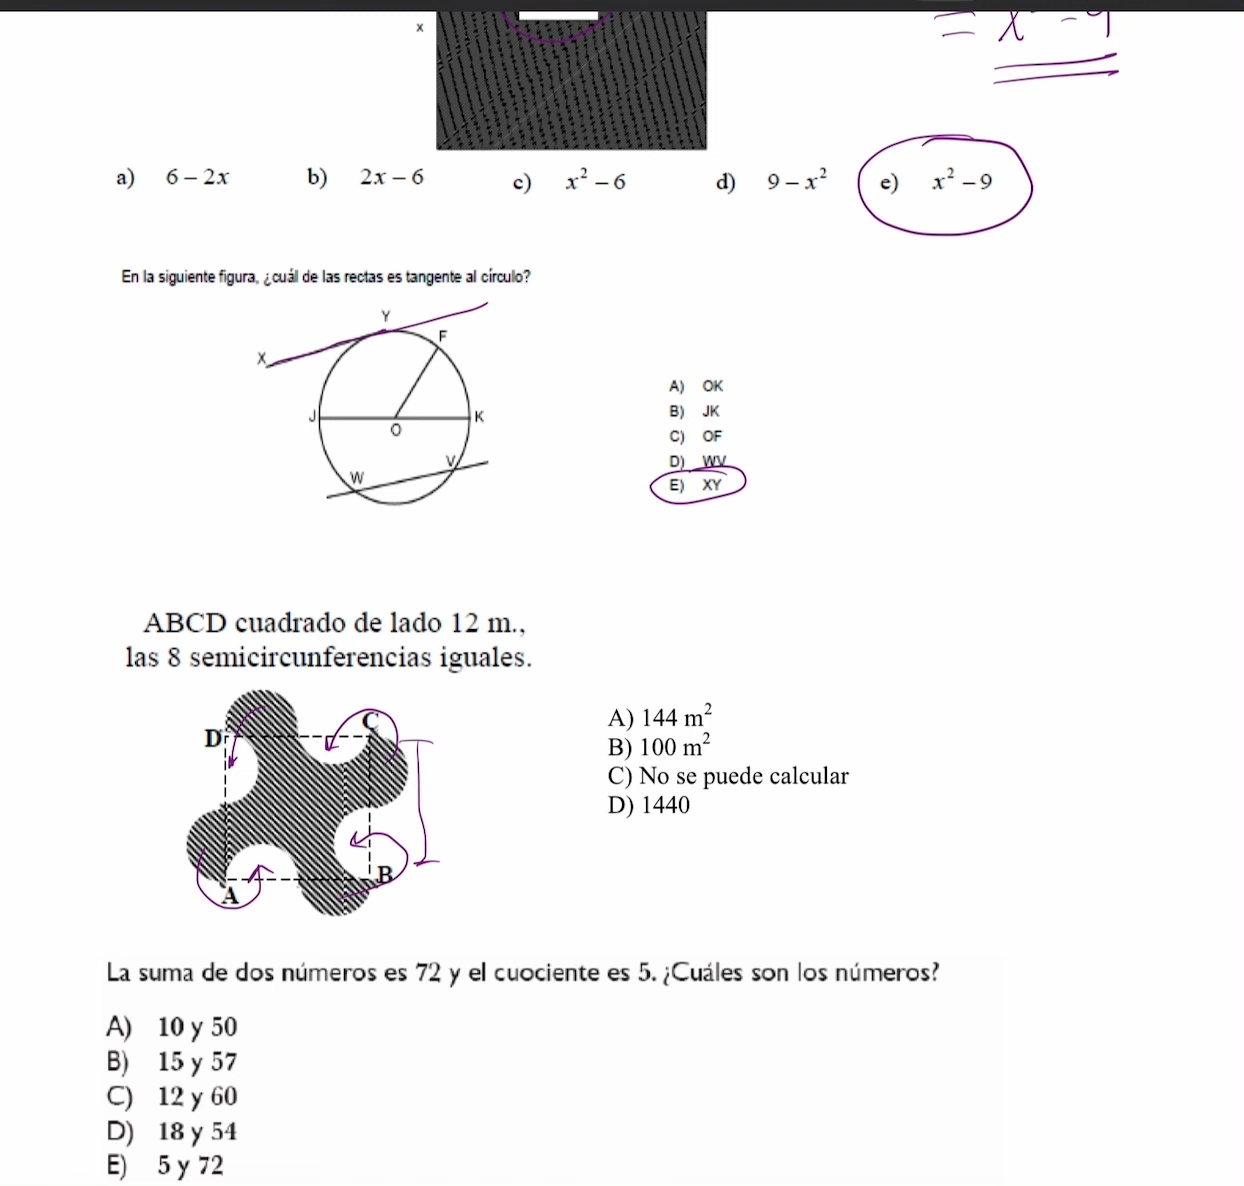 x
= x² - 9
a) 6 – 2x b) 2x – 6 c) x² – 6 d) 9 – x² e) x² – 9
En la siguiente figura, ¿cuál de las rectas es tangente al círculo?
Y
F
X
J
K
O
V
W
A) OK
B) JK
C) OF
D) WV
E) XY
ABCD cuadrado de lado 12 m.,
las 8 semicircunferencias iguales.
D
C
B
A
A) 144 m²
B) 100 m²
C) No se puede calcular
D) 1440
La suma de dos números es 72 y el cuociente es 5. ¿Cuáles son los números?
A) 10 y 50
B) 15 y 57
C) 12 y 60
D) 18 y 54
E) 5 y 72